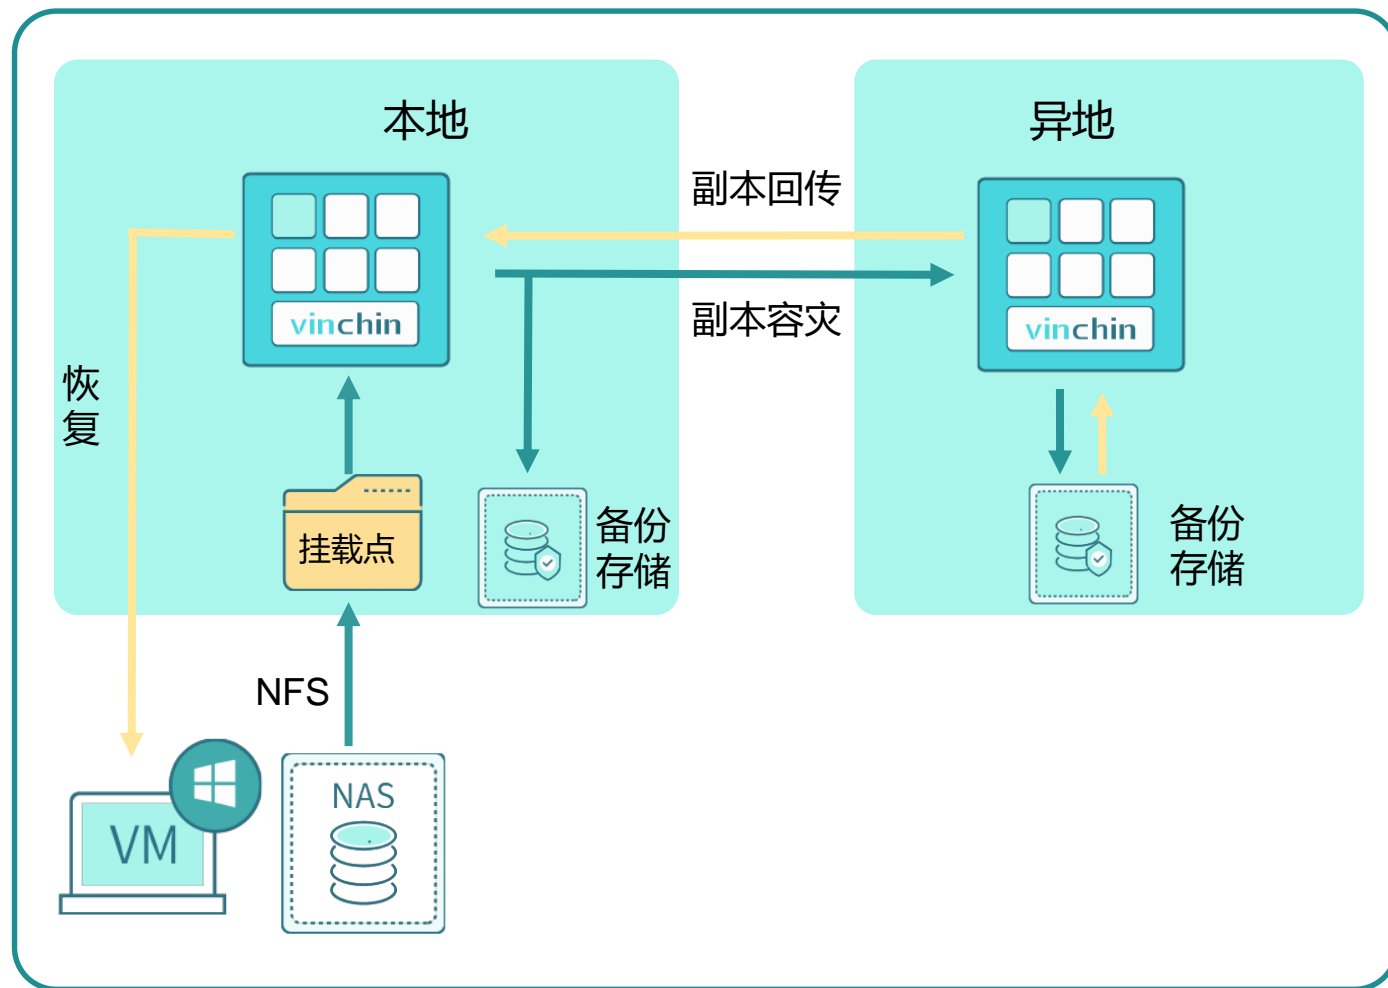 本地
异地
副本回传
vinchin
副本容灾
vinchin
恢
复
挂载点
备份
存储
备份
存储
NFS
NAS
VM